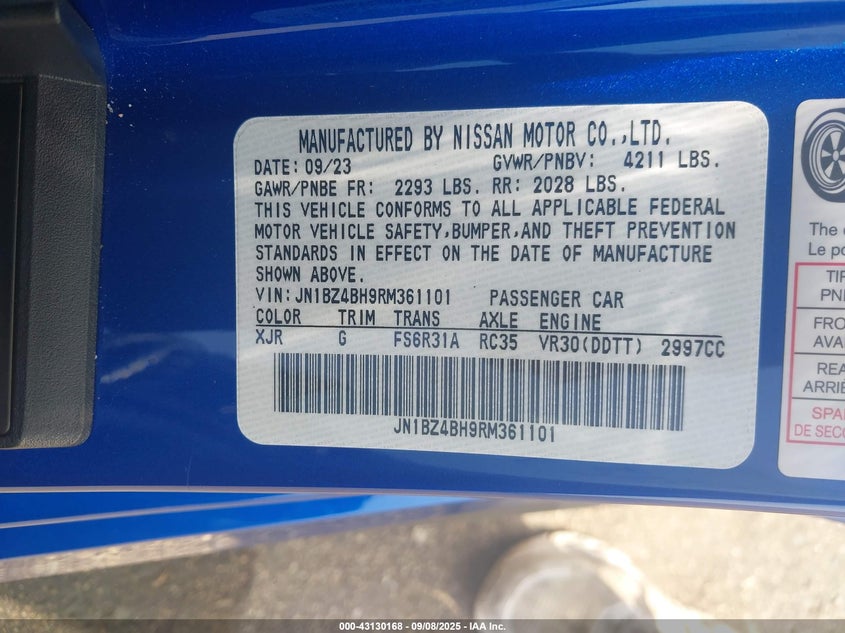 MANUFACTURED BY NISSAN MOTOR CO.,LTD.
DATE: 09/23 GVWR/PNBV: 4211 LBS.
GAWR/PNBE FR: 2293 LBS. RR: 2028 LBS.
THIS VEHICLE CONFORMS TO ALL APPLICABLE FEDERAL
MOTOR VEHICLE SAFETY,BUMPER,AND THEFT PREVENTION
STANDARDS IN EFFECT ON THE DATE OF MANUFACTURE
SHOWN ABOVE.
VIN:JN1BZ4BH9RM361101 PASSENGER CAR
COLOR TRIM TRANS AXLE ENGINE
XJR G FS6R31A RC35 VR30(DDTT) 2997CC
JN1BZ4BH9RM361101
The
Le
000-43130168 - 09/08/2025 - IAA Inc.